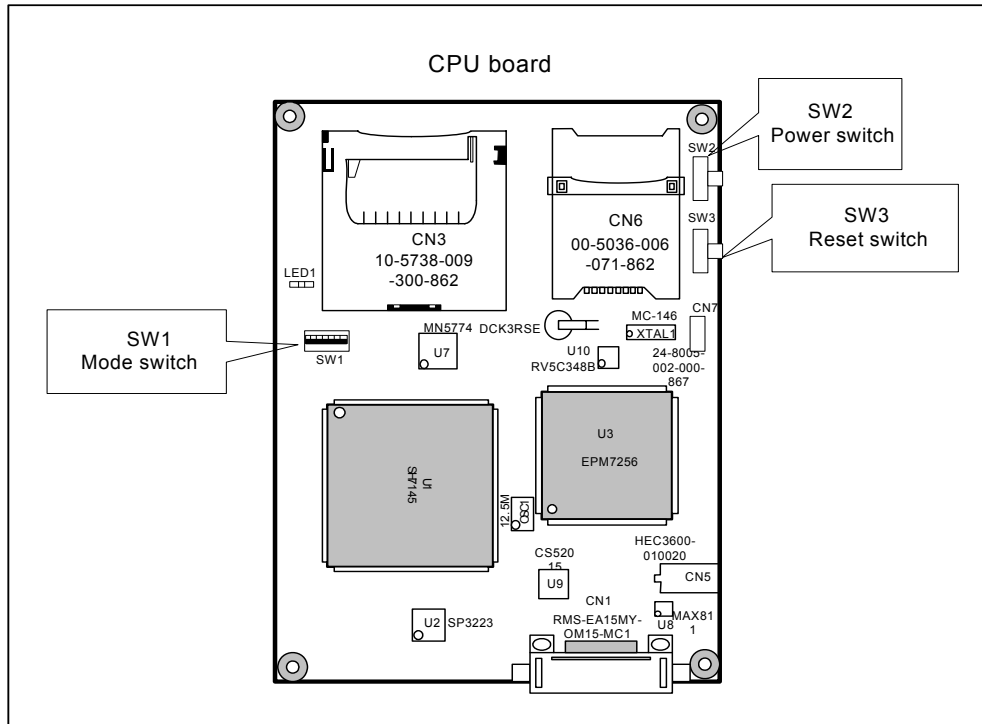 CPU board
SW2
Power switch
SW2
SW3
SW3
Reset switch
CN3
10-5738-009
-300-862
CN6
00-5036-006
-071-862
LED1
SW1
Mode switch
SW1
MN5774
U7
DCK3RSE
MC-146
XTAL1
CN7
U10
RV5C348B
24-8005-
002-000-
867
U1
SH7145
U3
EPM7256
12.5M
OSC1
HEC3600-
010020
CN5
CS520
15
U9
CN1
RMS-EA15MY-
OM15-MC1
U8
MAX81
1
U2
SP3223